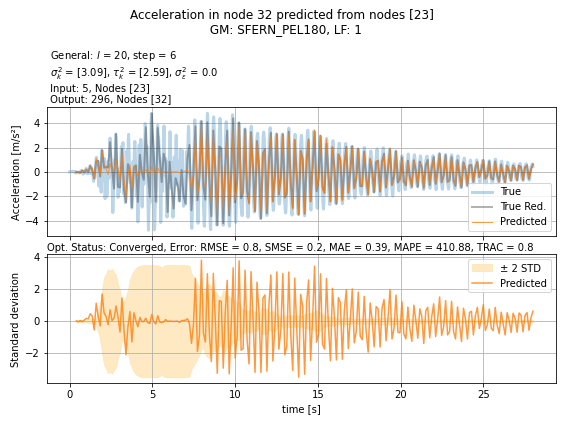 Acceleration in node 32 predicted from nodes [23]
GM: SFERN_PEL180, LF: 1
General: l = 20, step = 6
σ²ₖ = [3.09], τ²ₖ = [2.59], σ²ε = 0.0
Input: 5, Nodes [23]
Output: 296, Nodes [32]
Acceleration [m/s²]
4
2
0
−2
−4
True
True Red.
Predicted
Opt. Status: Converged, Error: RMSE = 0.8, SMSE = 0.2, MAE = 0.39, MAPE = 410.88, TRAC = 0.8
Standard deviation
4
2
0
−2
± 2 STD
Predicted
0 5 10 15 20 25
time [s]